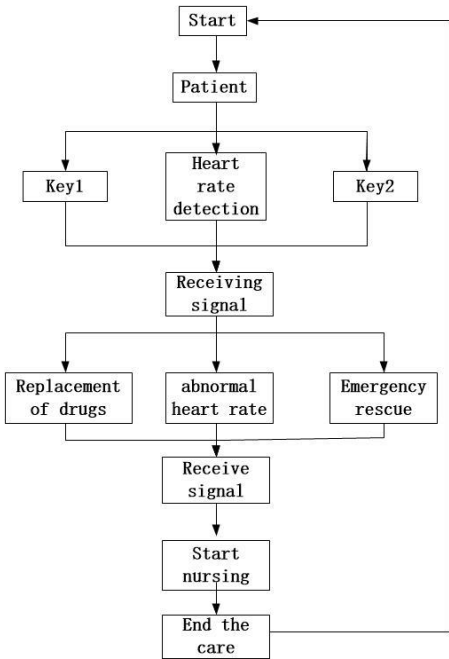 Start
Patient
Key1
Heart
rate
detection
Key2
Receiving
signal
Replacement
of drugs
abnormal
heart rate
Emergency
rescue
Receive
signal
Start
nursing
End the
care